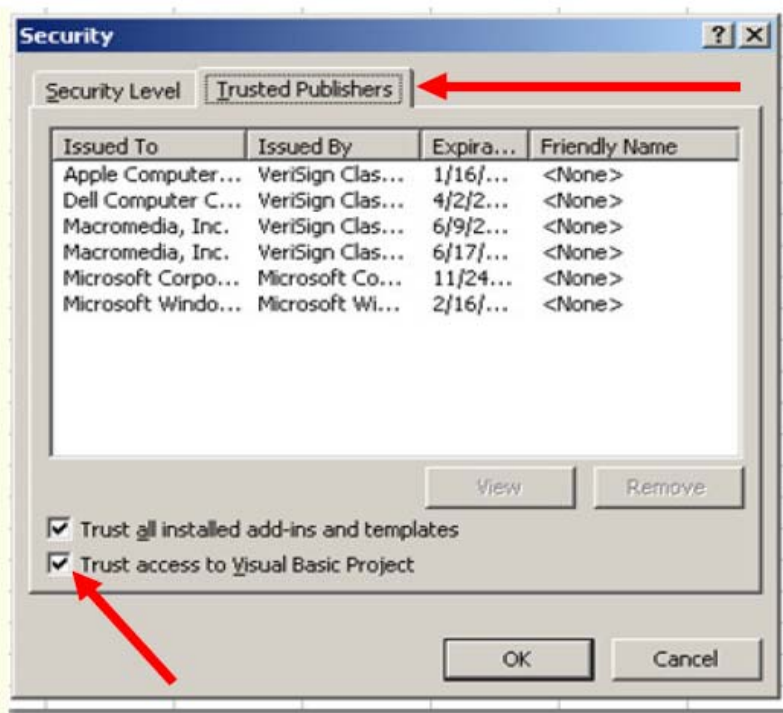 Security
Security Level Trusted Publishers
Issued To Issued By Expira... Friendly Name
Apple Computer... VeriSign Clas... 1/16/... <None>
Dell Computer C... VeriSign Clas... 4/2/2... <None>
Macromedia, Inc. VeriSign Clas... 6/9/2... <None>
Macromedia, Inc. VeriSign Clas... 6/17/... <None>
Microsoft Corpo... Microsoft Co... 11/24... <None>
Microsoft Windo... Microsoft Wi... 2/16/... <None>
View Remove
Trust all installed add-ins and templates
Trust access to Visual Basic Project
OK Cancel